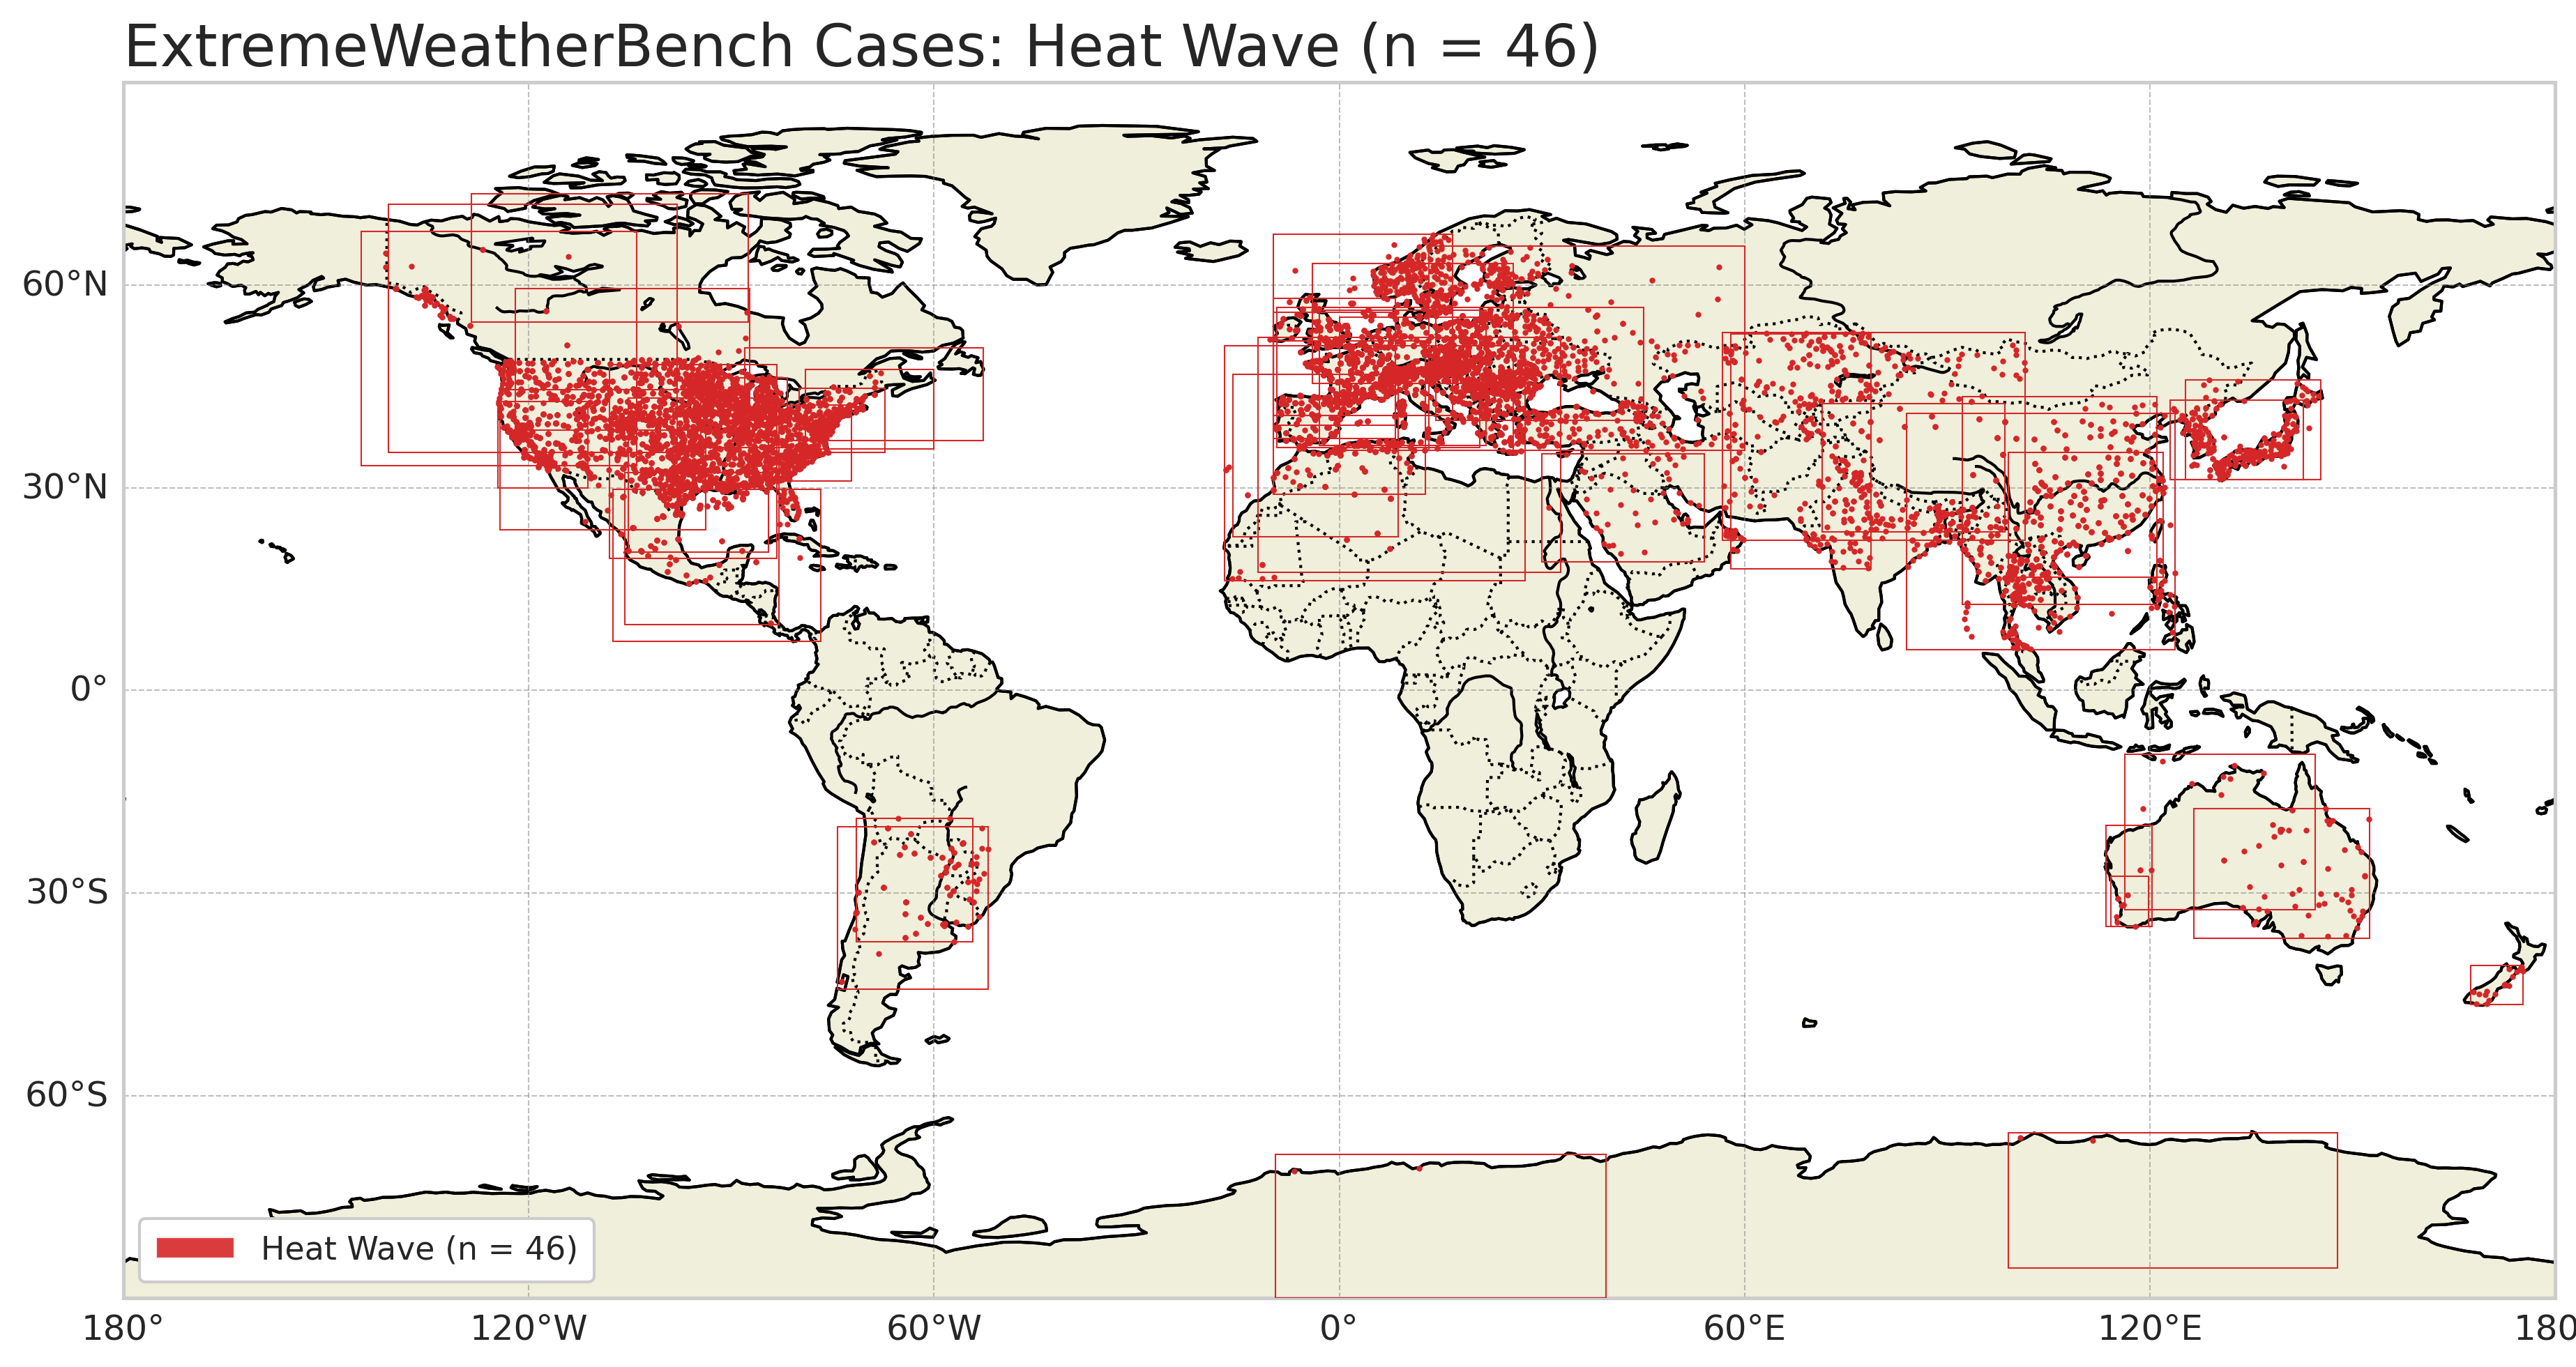 ExtremeWeatherBench Cases: Heat Wave (n = 46)
60°N
30°N
0°
30°S
60°S
Heat Wave (n = 46)
180°
120°W
60°W
0°
60°E
120°E
180